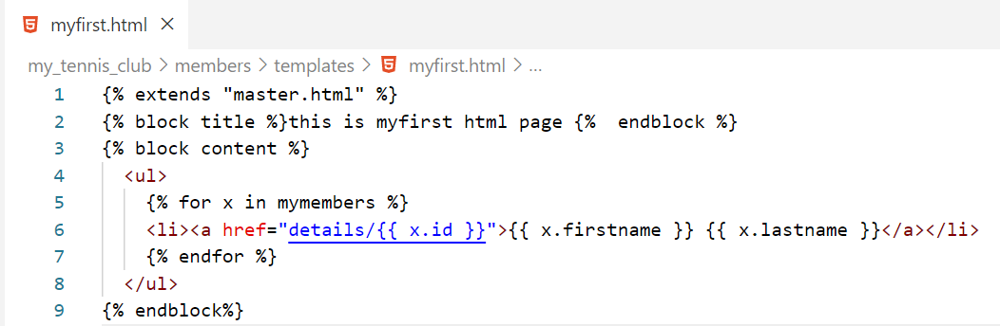 myfirst.html ×
my_tennis_club > members > templates > myfirst.html > ...
1 {% extends "master.html" %}
2 {% block title %}this is myfirst html page {%  endblock %}
3 {% block content %}
4   <ul>
5     {% for x in mymembers %}
6     <li><a href="details/{{ x.id }}">{{ x.firstname }} {{ x.lastname }}</a></li>
7     {% endfor %}
8   </ul>
9 {% endblock%}